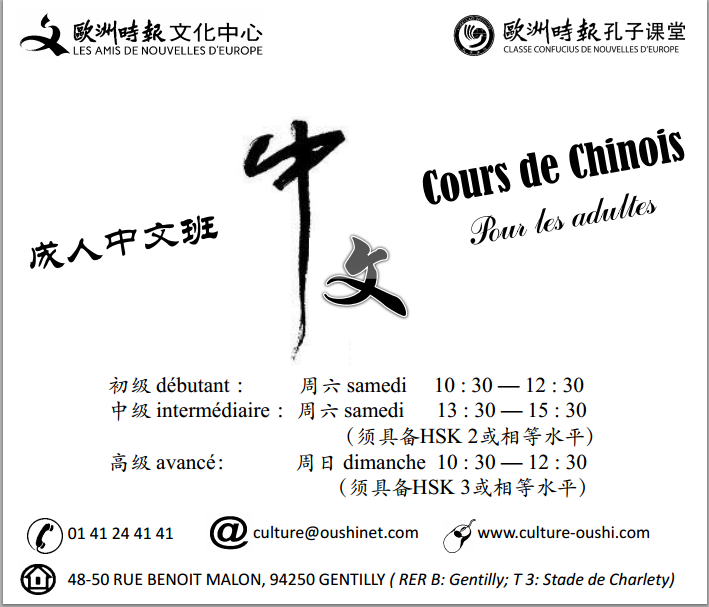 歐洲時報文化中心
LES AMIS DE NOUVELLES D'EUROPE
歐洲時報孔子课堂
CLASSE CONFUCIUS DE NOUVELLES D'EUROPE
中文
Cours de Chinois
Pour les adultes
成人中文班
初级 débutant : 周六 samedi 10 : 30 — 12 : 30
中级 intermédiaire : 周六 samedi 13 : 30 — 15 : 30
（须具备HSK 2或相等水平）
高级 avancé: 周日 dimanche 10 : 30 — 12 : 30
（须具备HSK 3或相等水平）
01 41 24 41 41 @ culture@oushinet.com www.culture-oushi.com
48-50 RUE BENOIT MALON, 94250 GENTILLY ( RER B: Gentilly; T 3: Stade de Charlety)